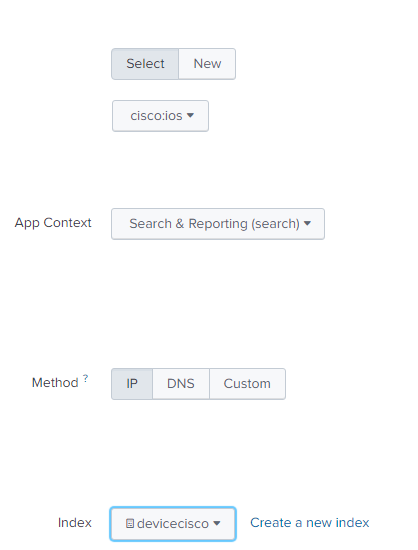 Select New
cisco:ios
App Context Search & Reporting (search)
Method ? IP DNS Custom
Index devicecisco Create a new index